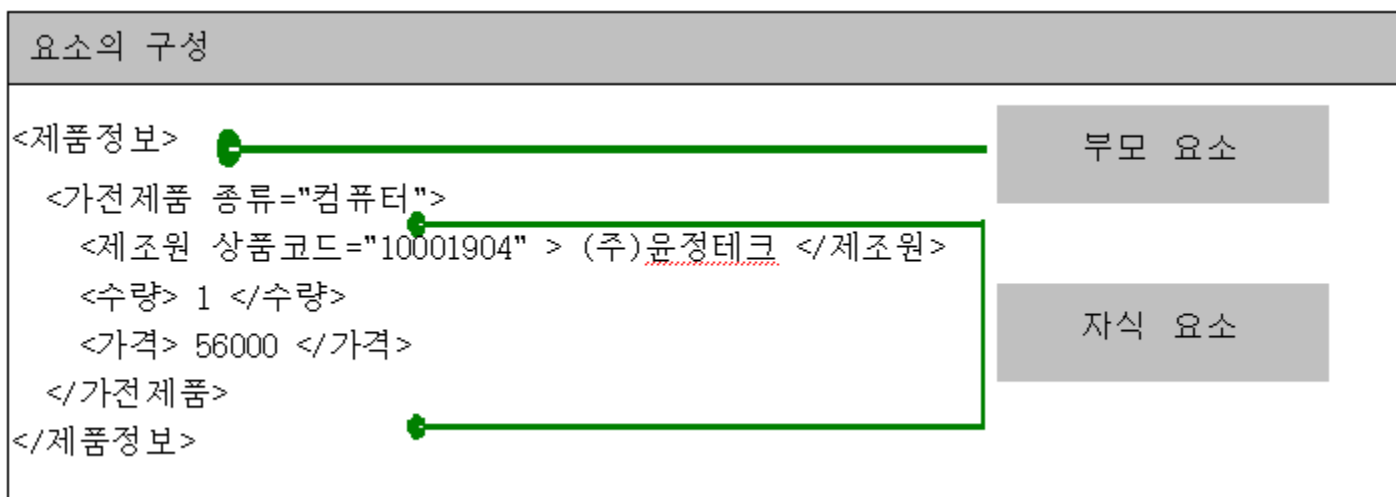 요소의 구성
<제품정보>
부모 요소
<가전제품 종류="컴퓨터">
<제조원 상품코드="10001904" > (주)윤정테크 </제조원>
<수량> 1 </수량>
<가격> 56000 </가격>
자식 요소
</가전제품>
</제품정보>